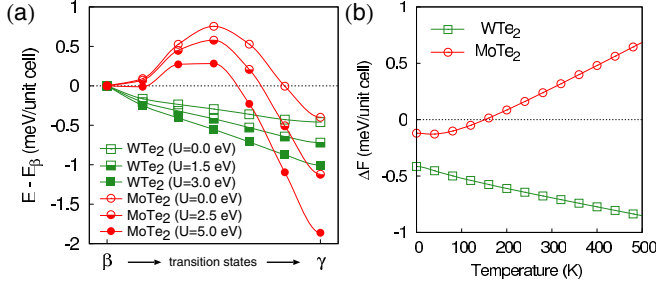 (a)
E - Eβ (meV/unit cell)
1
0.5
0
-0.5
-1
-1.5
-2
WTe2 (U=0.0 eV)
WTe2 (U=1.5 eV)
WTe2 (U=3.0 eV)
MoTe2 (U=0.0 eV)
MoTe2 (U=2.5 eV)
MoTe2 (U=5.0 eV)
β transition states γ
(b)
ΔF (meV/unit cell)
1
0.5
0
-0.5
-1
WTe2
MoTe2
0 100 200 300 400 500
Temperature (K)